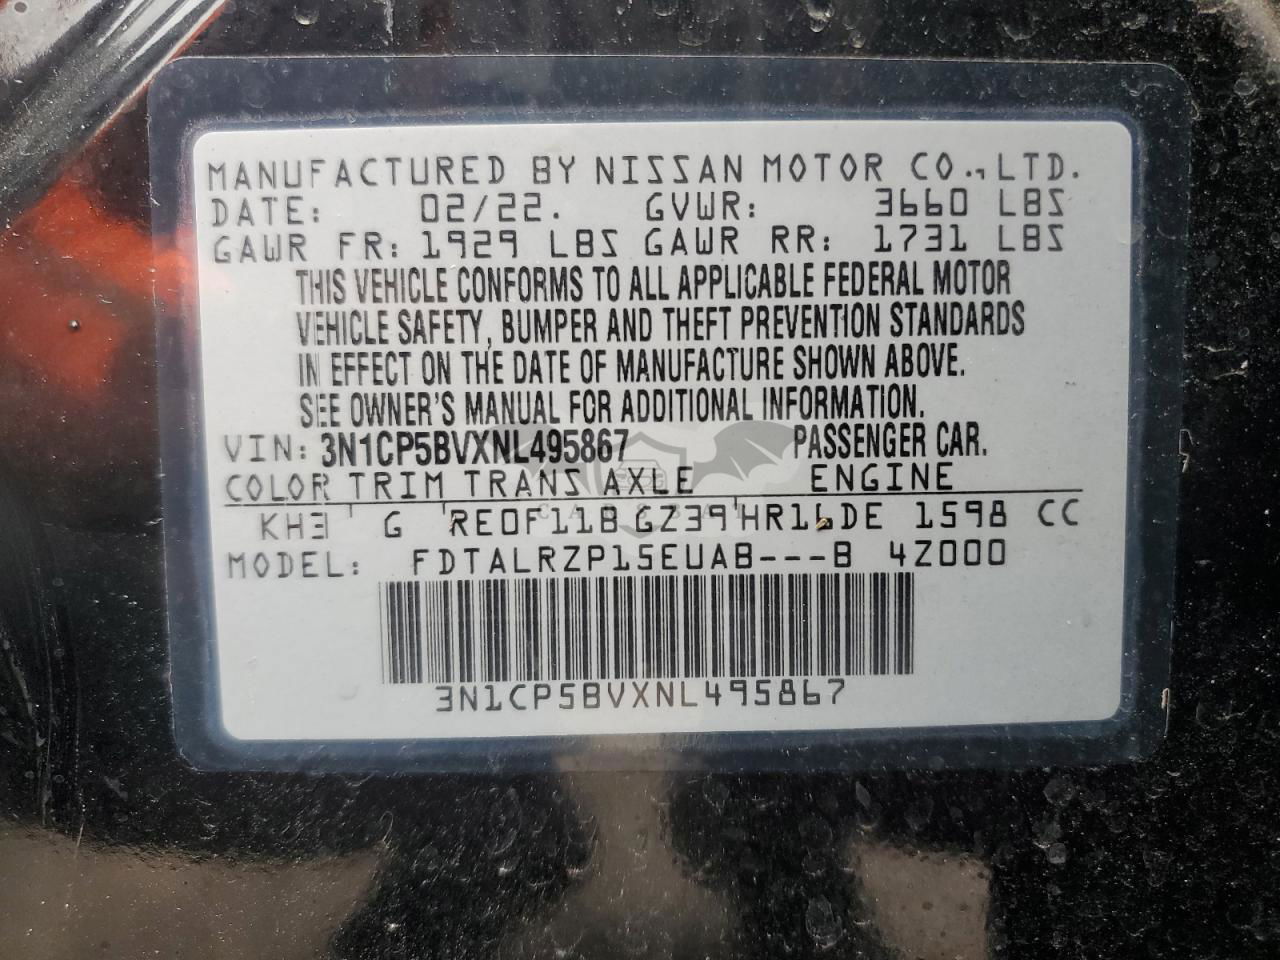 MANUFACTURED BY NISSAN MOTOR CO., LTD.
DATE: 02/22. GVWR: 3660 LBS
GAWR FR: 1929 LBS GAWR RR: 1731 LBS
THIS VEHICLE CONFORMS TO ALL APPLICABLE FEDERAL MOTOR
VEHICLE SAFETY, BUMPER AND THEFT PREVENTION STANDARDS
IN EFFECT ON THE DATE OF MANUFACTURE SHOWN ABOVE.
SEE OWNER'S MANUAL FOR ADDITIONAL INFORMATION.
VIN: 3N1CP5BVXNL495867 PASSENGER CAR.
COLOR TRIM TRANS AXLE ENGINE
KH3 G RE0F11B GZ39 HR16DE 1598 CC
MODEL: FDTALRZP15EUAB---B 4Z000
3N1CP5BVXNL495867